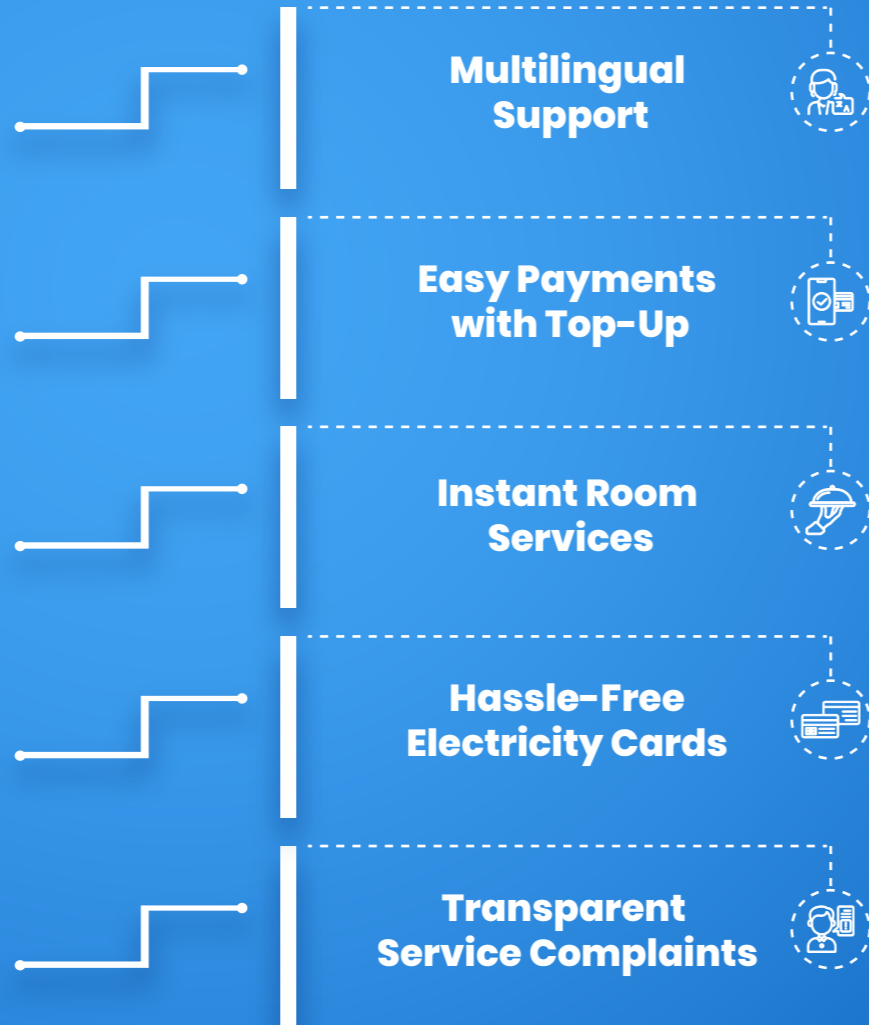 Multilingual
Support
Easy Payments
with Top-Up
Instant Room
Services
Hassle-Free
Electricity Cards
Transparent
Service Complaints